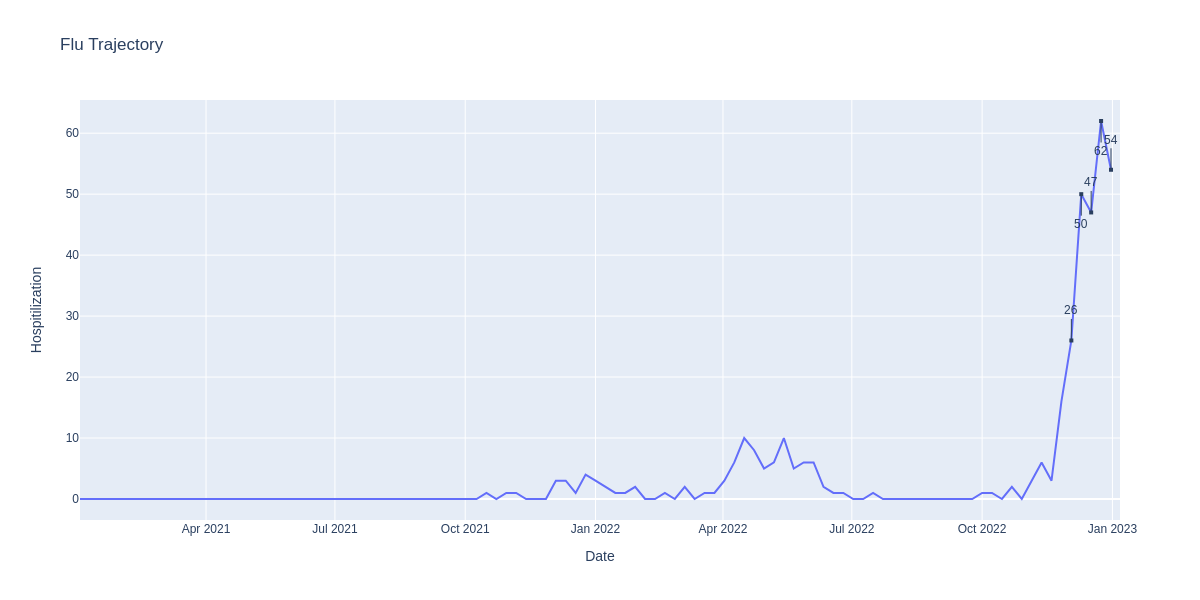 Flu Trajectory
60
50
40
30
20
10
0
Hospitilization
54
62
47
50
26
Apr 2021
Jul 2021
Oct 2021
Jan 2022
Apr 2022
Jul 2022
Oct 2022
Jan 2023
Date